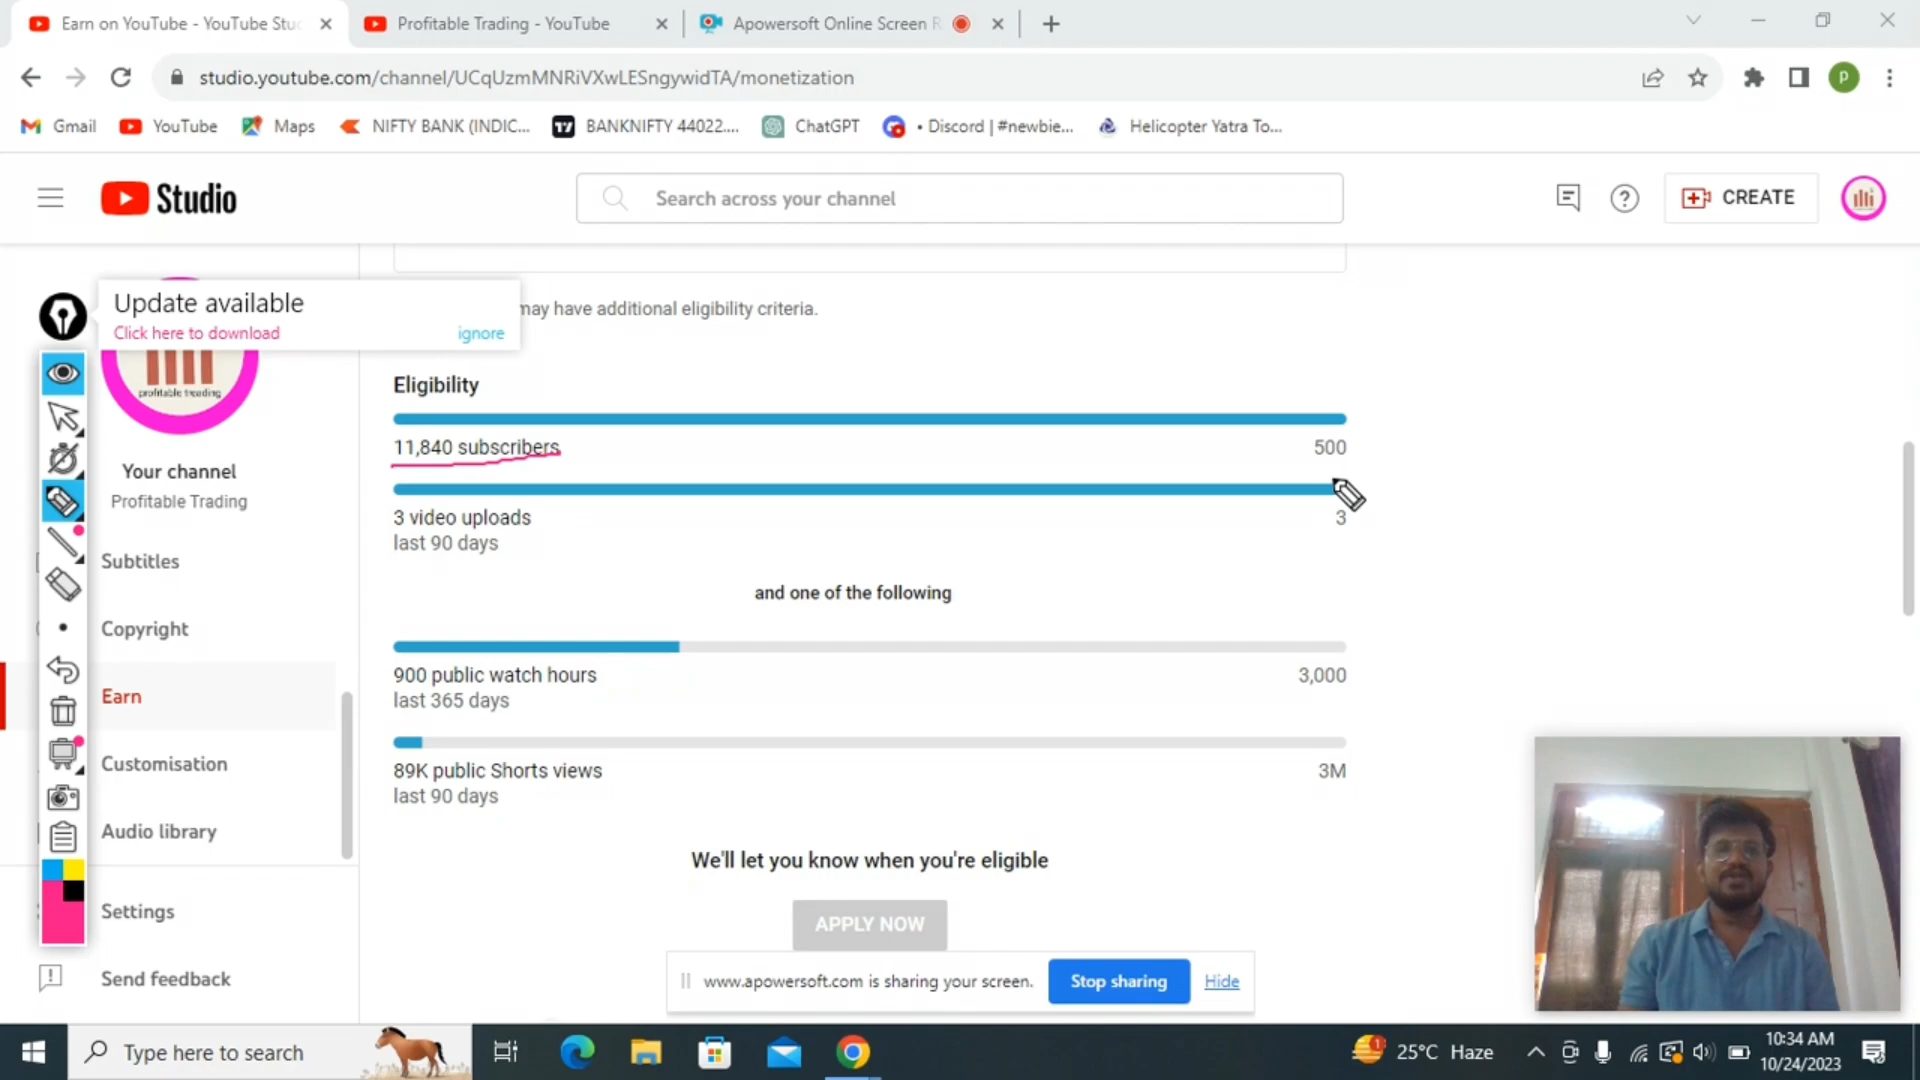 Earn on YouTube - YouTube Stu
Profitable Trading - YouTube
Apowersoft Online Screen R
studio.youtube.com/channel/UCqUzmMNRiVXwLESngywidTA/monetization
P
Gmail
YouTube
Maps
NIFTY BANK (INDIC...
BANKNIFTY 44022....
ChatGPT
• Discord | #newbie...
Helicopter Yatra To...
Studio
Search across your channel
CREATE
Update available
Click here to download
ignore
may have additional eligibility criteria.
profitable treading
Your channel
Profitable Trading
Subtitles
Copyright
Earn
Customisation
Audio library
Settings
Send feedback
Eligibility
11,840 subscribers
500
3 video uploads
3
last 90 days
and one of the following
900 public watch hours
3,000
last 365 days
89K public Shorts views
3M
last 90 days
We'll let you know when you're eligible
APPLY NOW
www.apowersoft.com is sharing your screen.
Stop sharing
Hide
Type here to search
1
25°C Haze
10:34 AM
10/24/2023